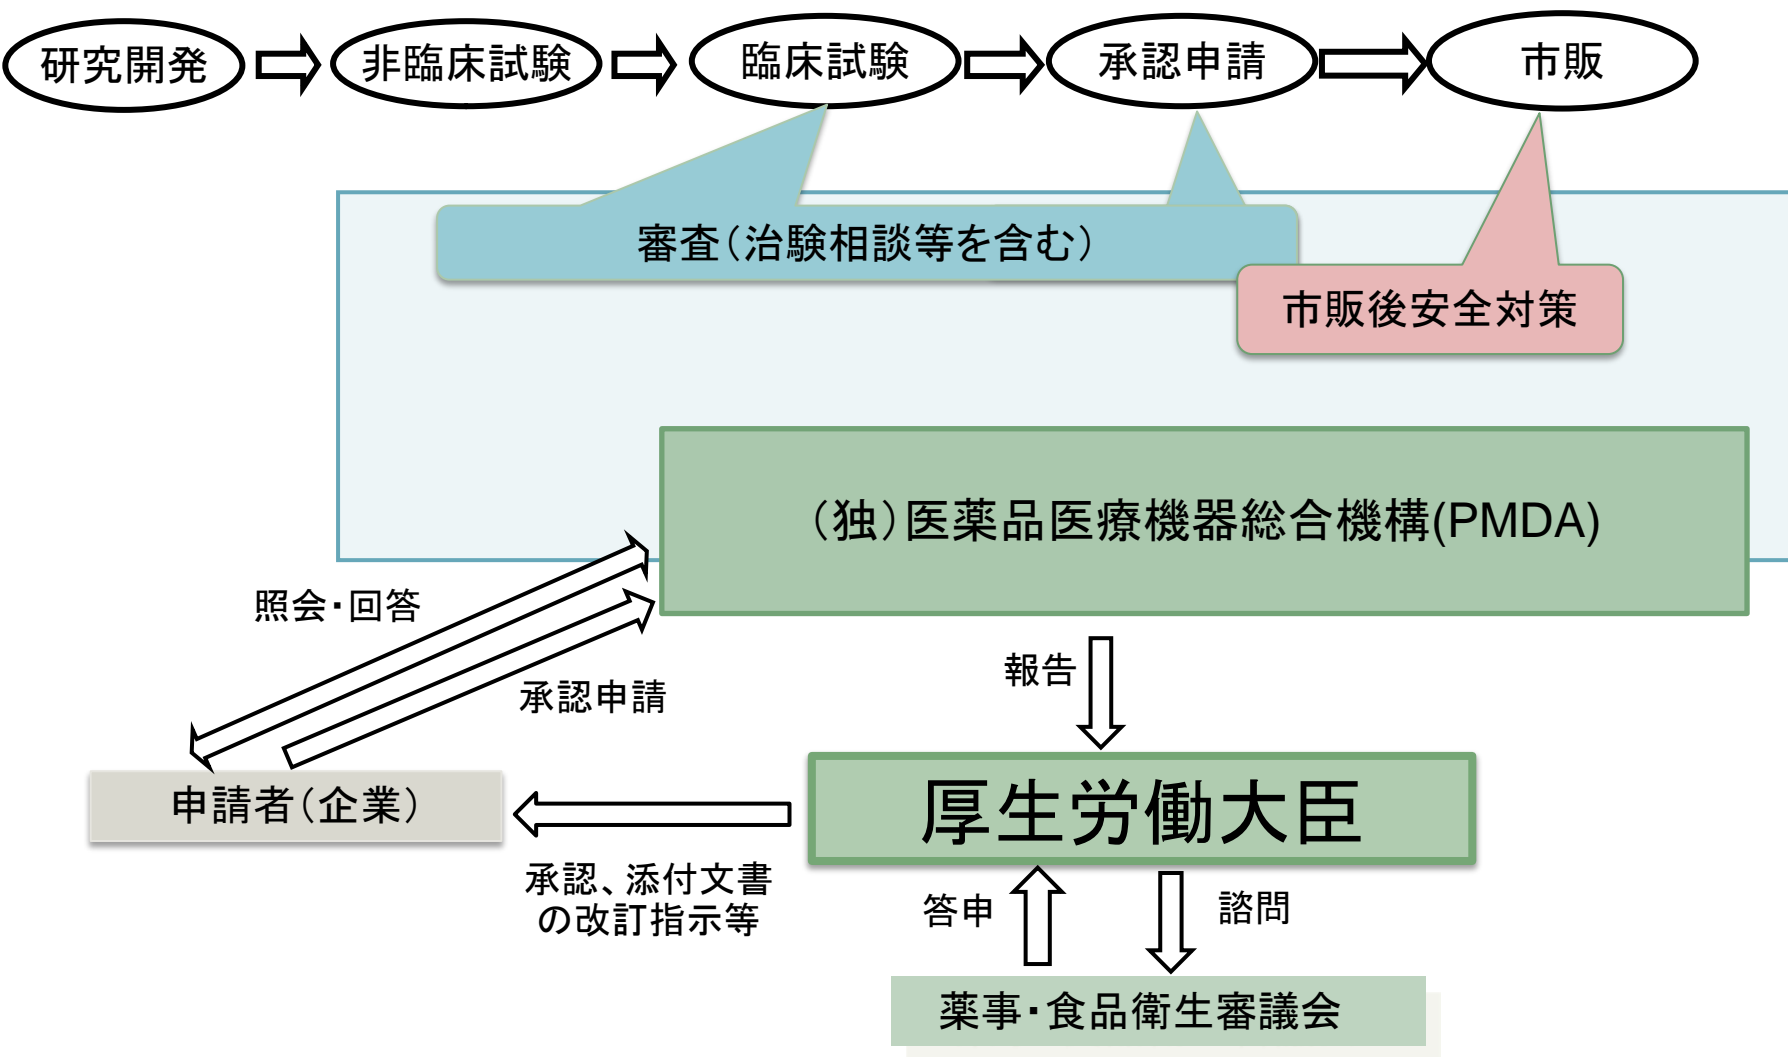 研究開発
非臨床試験
臨床試験
承認申請
市販
審査（治験相談等を含む）
市販後安全対策
（独）医薬品医療機器総合機構(PMDA)
照会・回答
承認申請
報告
申請者（企業）
厚生労働大臣
承認、添付文書
の改訂指示等
答申
諮問
薬事・食品衛生審議会